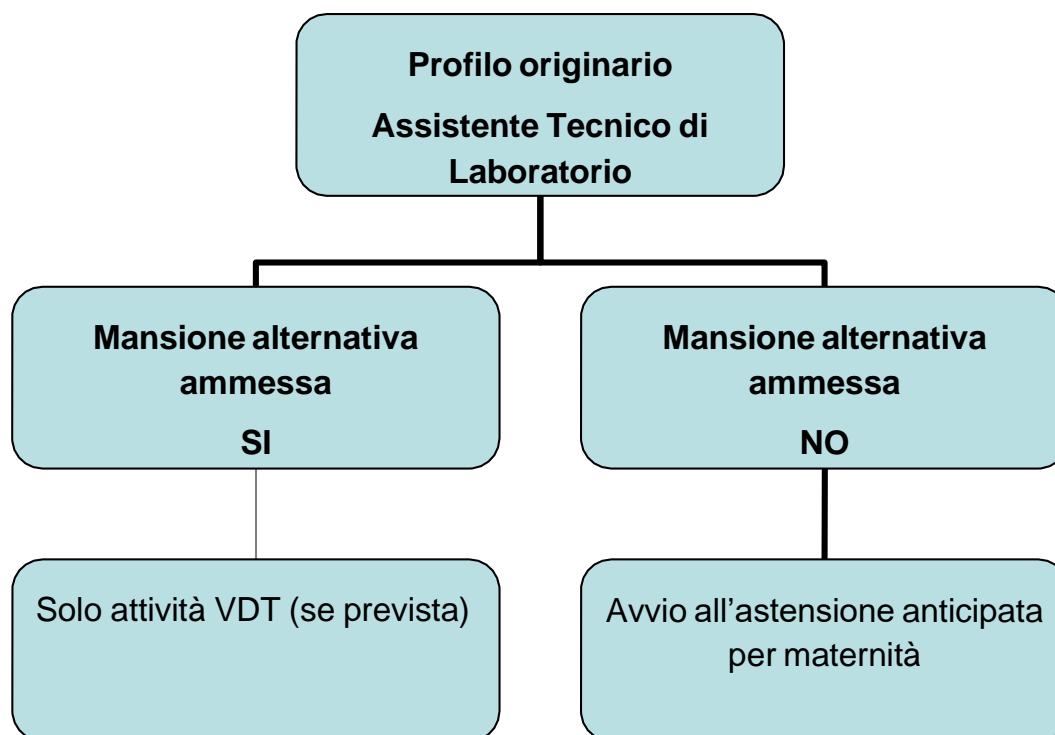 Profilo originario
Assistente Tecnico di
Laboratorio
Mansione alternativa
ammessa
SI
Mansione alternativa
ammessa
NO
Solo attività VDT (se prevista)
Avvio all’astensione anticipata
per maternità